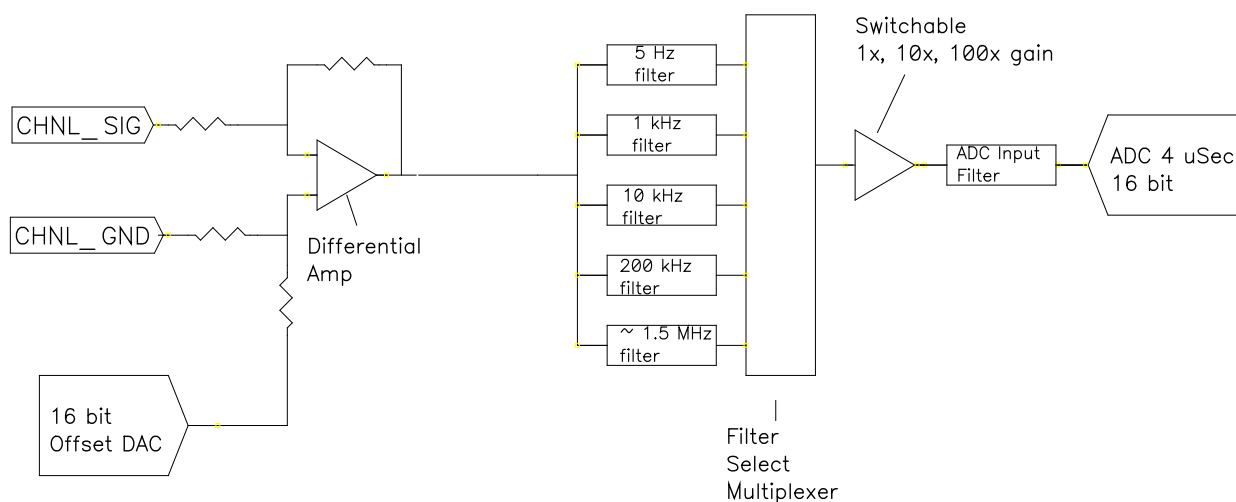 CHNL_SIG
CHNL_GND
16 bit
Offset DAC
Differential
Amp
5 Hz
filter
1 kHz
filter
10 kHz
filter
200 kHz
filter
~ 1.5 MHz
filter
Filter
Select
Multiplexer
Switchable
1x, 10x, 100x gain
ADC Input
Filter
ADC 4 uSec
16 bit